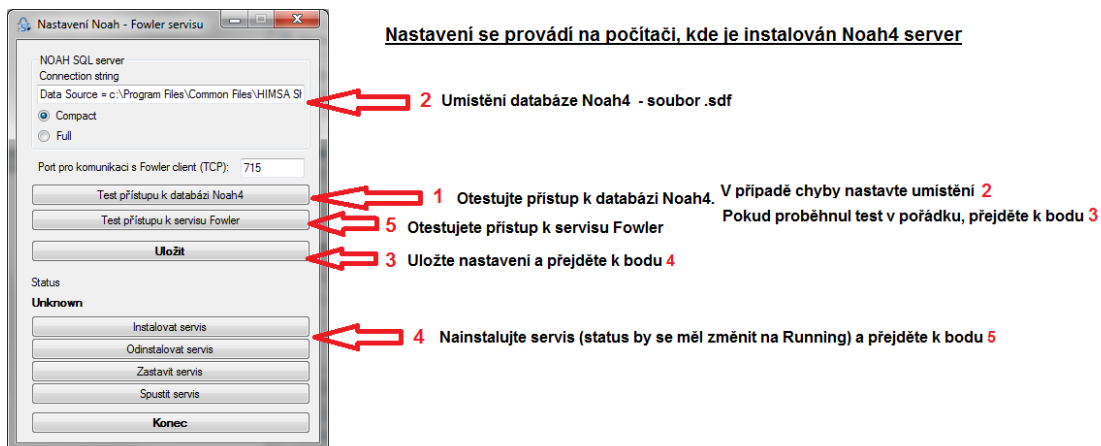 Nastavení Noah - Fowler servisu
Nastavení se provádí na počítači, kde je instalován Noah4 server
NOAH SQL server
Connection string
Data Source = c:\Program Files\Common Files\HIMSA Sh
2 Umístění databáze Noah4 - soubor .sdf
Compact
Full
Port pro komunikaci s Fowler client (TCP): 715
Test přístupu k databázi Noah4
1 Otestujte přístup k databázi Noah4.
V případě chyby nastavte umístění 2
Pokud proběhnul test v pořádku, přejděte k bodu 3
Test přístupu k servisu Fowler
5 Otestujete přístup k servisu Fowler
Uložit
3 Uložte nastavení a přejděte k bodu 4
Status
Unknown
Instalovat servis
4 Nainstalujte servis (status by se měl změnit na Running) a přejděte k bodu 5
Odinstalovat servis
Zastavit servis
Spustit servis
Konec